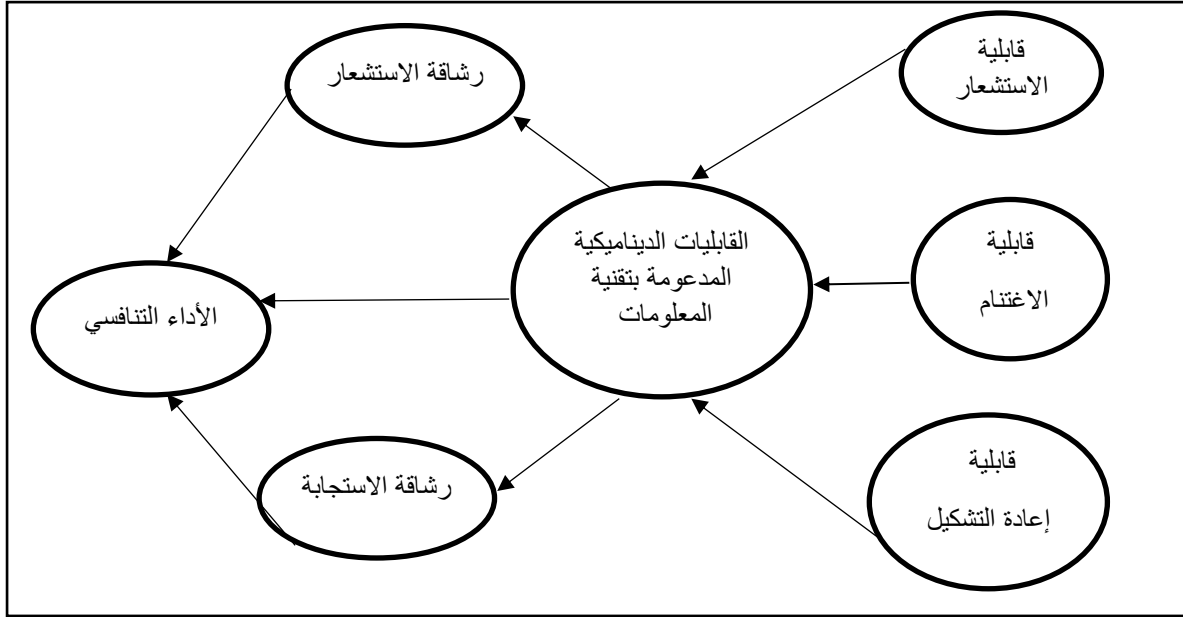 قابلية
الاستشعار
رشاقة الاستشعار
قابلية
الاغتنام
القابليات الديناميكية
المدعومة بتقنية
المعلومات
الأداء التنافسي
قابلية
إعادة التشكيل
رشاقة الاستجابة